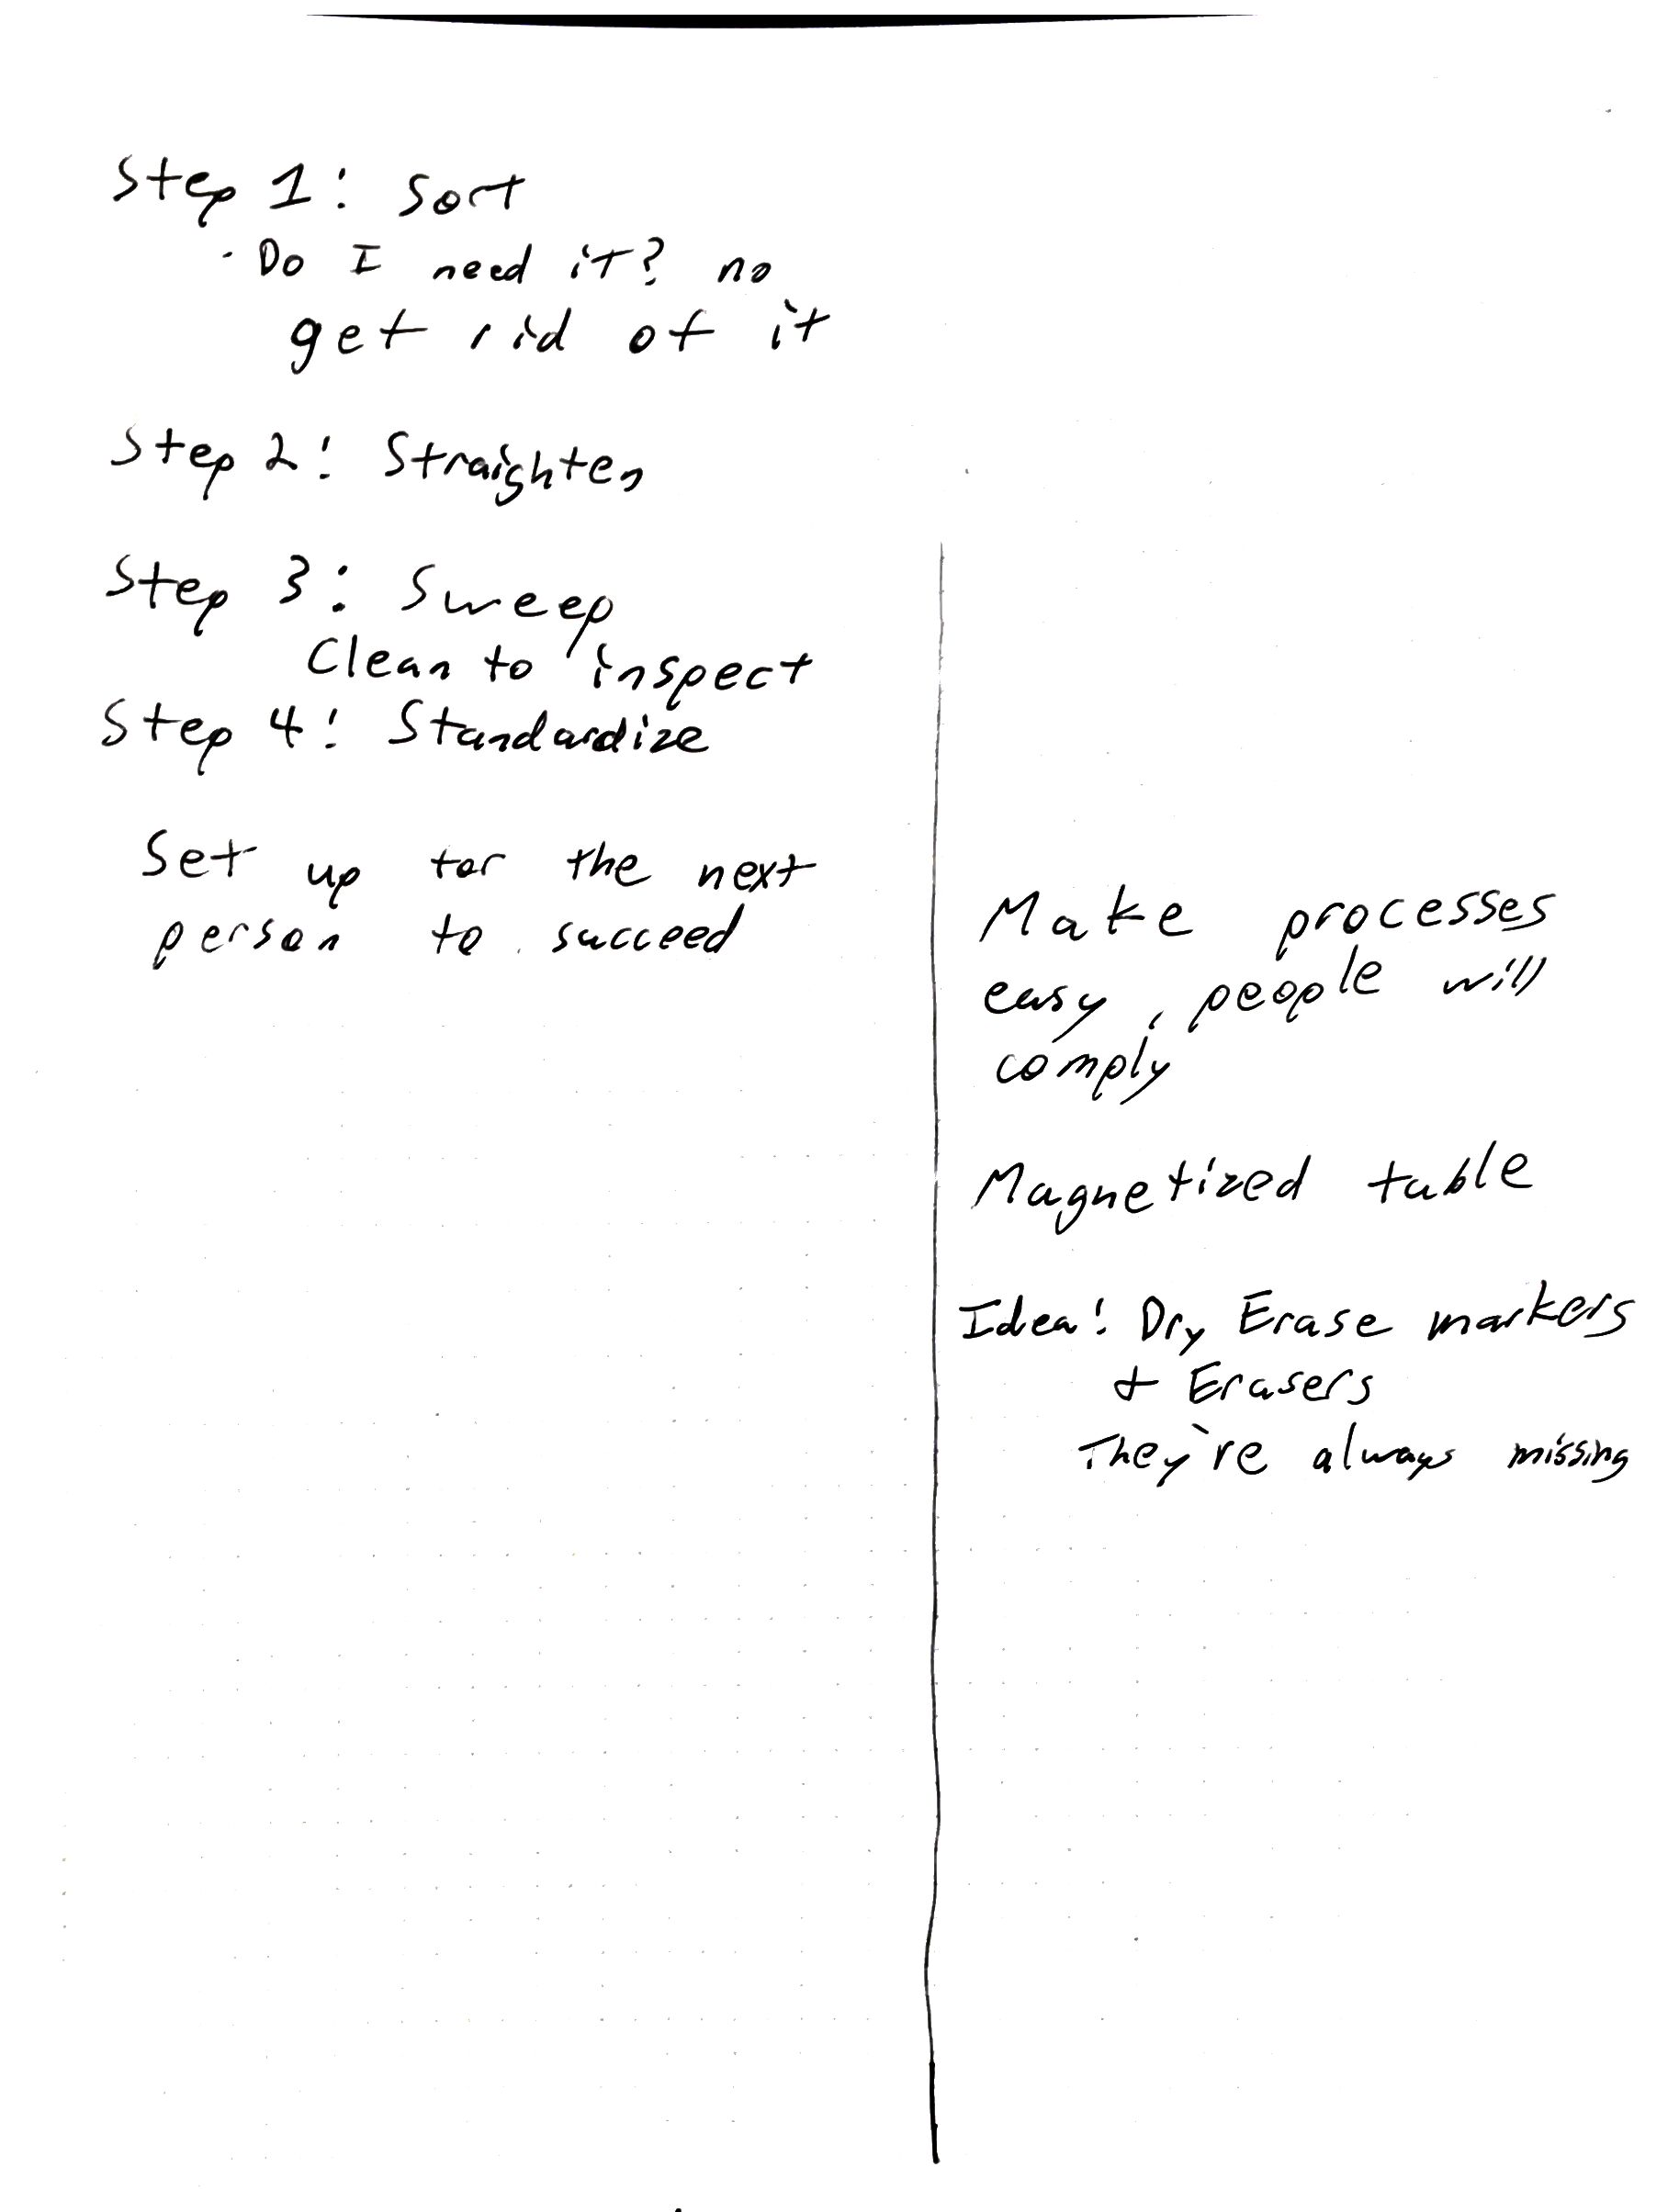 Step 1: Sort
· Do I need it? no
get rid of it
Step 2: Straighten
Step 3: Sweep
Clean to inspect
Step 4: Standardize
Set up for the next
person to succeed
Make processes
easy, people will
comply
Magnetized table
Idea: Dry Erase markers
+ Erasers
They're always missing